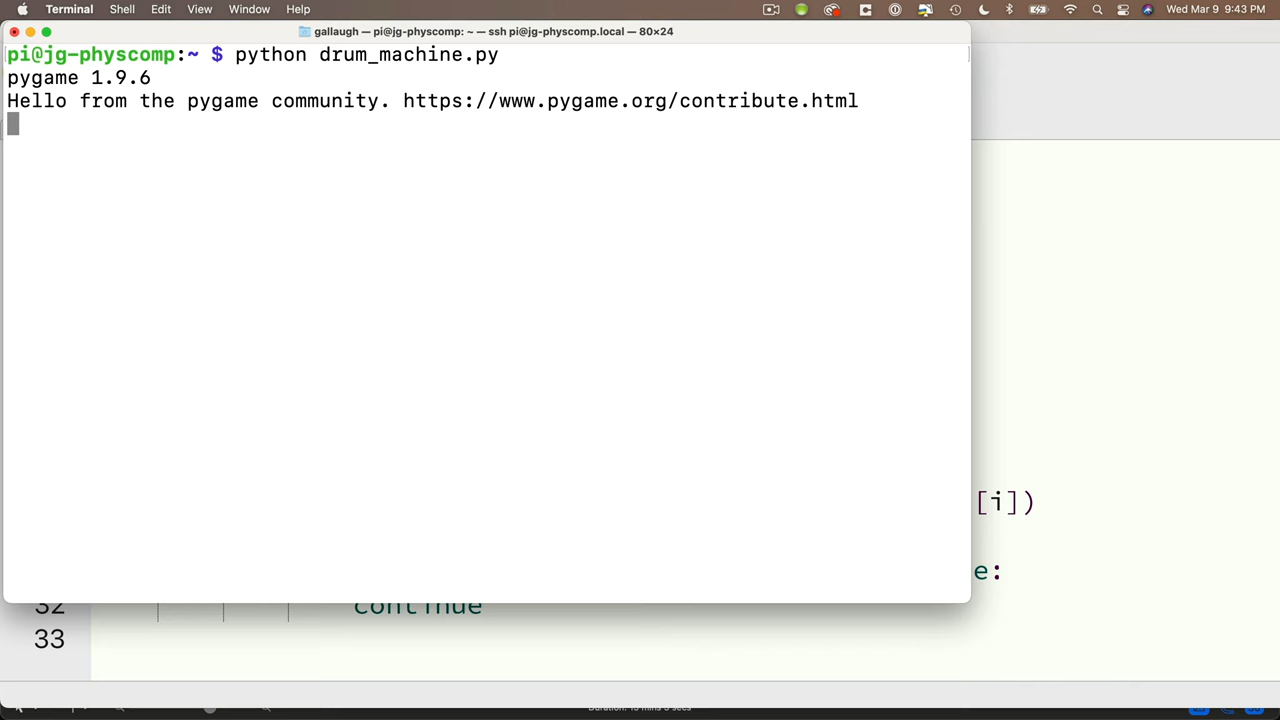 Terminal Shell Edit View Window Help Wed Mar 9 9:43 PM
gallaugh — pi@jg-physcomp: ~ — ssh pi@jg-physcomp.local — 80×24
pi@jg-physcomp:~ $ python drum_machine.py
pygame 1.9.6
Hello from the pygame community. https://www.pygame.org/contribute.html
[i])
e:
32 continue
33